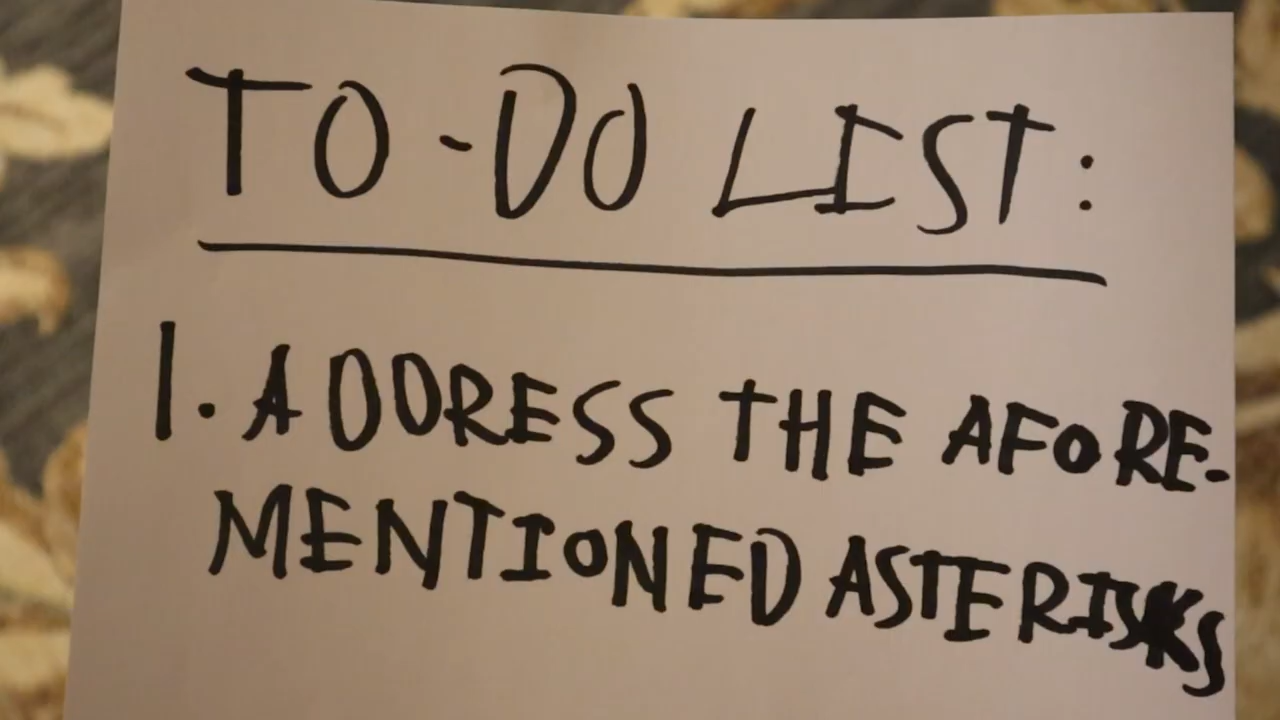 TO-DO LIST:
1. ADDRESS THE AFORE-
MENTIONED ASTERISKS